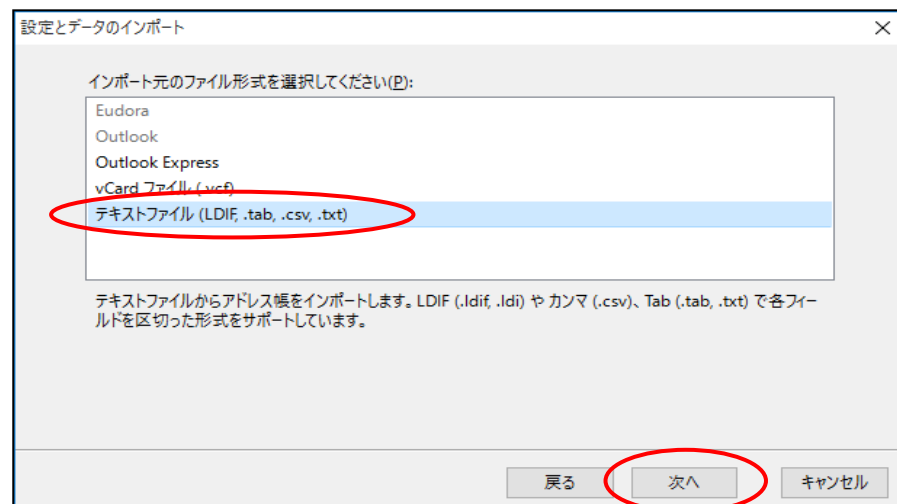 設定とデータのインポート
インポート元のファイル形式を選択してください(P):
Eudora
Outlook
Outlook Express
vCard ファイル (.vcf)
テキストファイル (LDIF, .tab, .csv, .txt)
テキストファイルからアドレス帳をインポートします。LDIF (.ldif, .ldi) や カンマ (.csv)、Tab (.tab, .txt) で各フィー
ルドを区切った形式をサポートしています。
戻る 次へ キャンセル